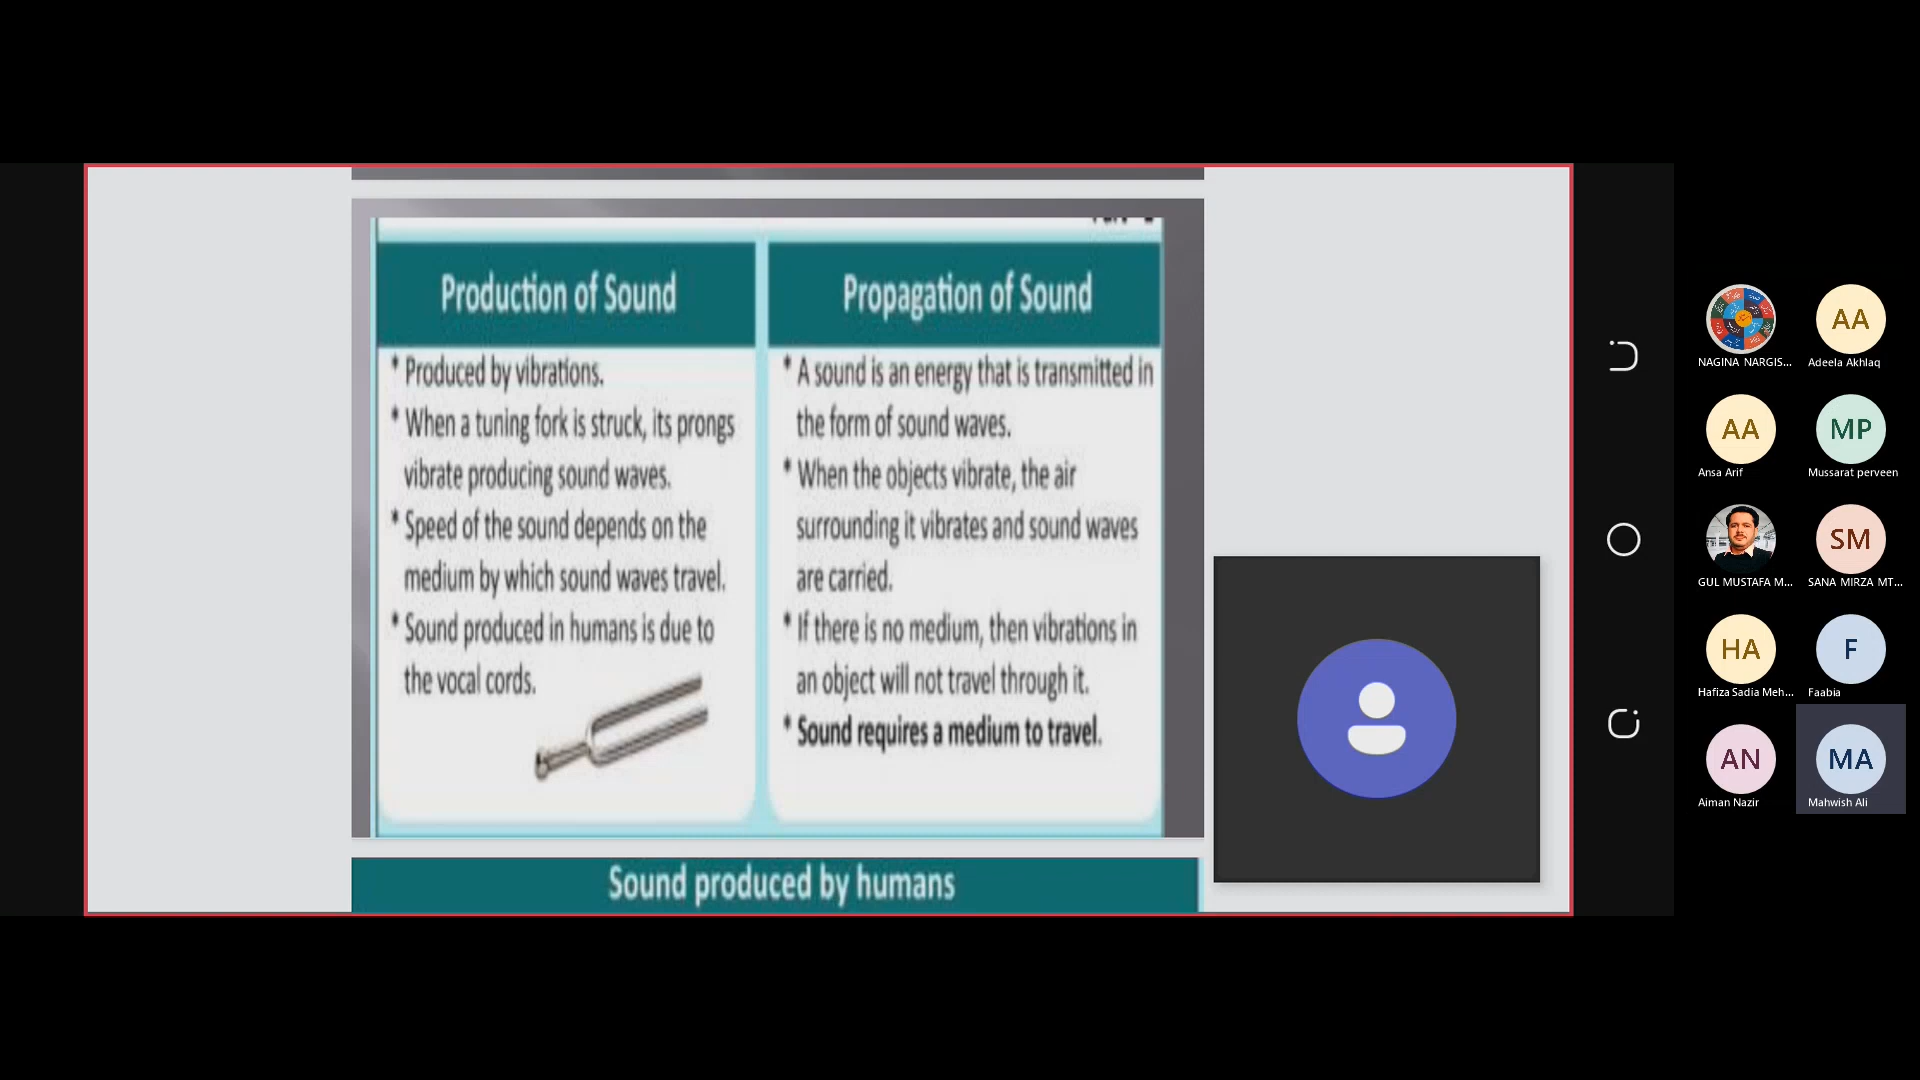 Production of Sound
* Produced by vibrations.
* When a tuning fork is struck, its prongs
vibrate producing sound waves.
* Speed of the sound depends on the
medium by which sound waves travel.
* Sound produced in humans is due to
the vocal cords.
Propagation of Sound
* A sound is an energy that is transmitted in
the form of sound waves.
* When the objects vibrate, the air
surrounding it vibrates and sound waves
are carried.
* If there is no medium, then vibrations in
an object will not travel through it.
* Sound requires a medium to travel.
Sound produced by humans
NAGINA NARGIS...
AA
Adeela Akhlaq
AA
Ansa Arif
MP
Mussarat perveen
GUL MUSTAFA M...
SM
SANA MIRZA MT...
HA
Hafiza Sadia Meh...
F
Faabia
AN
Aiman Nazir
MA
Mahwish Ali